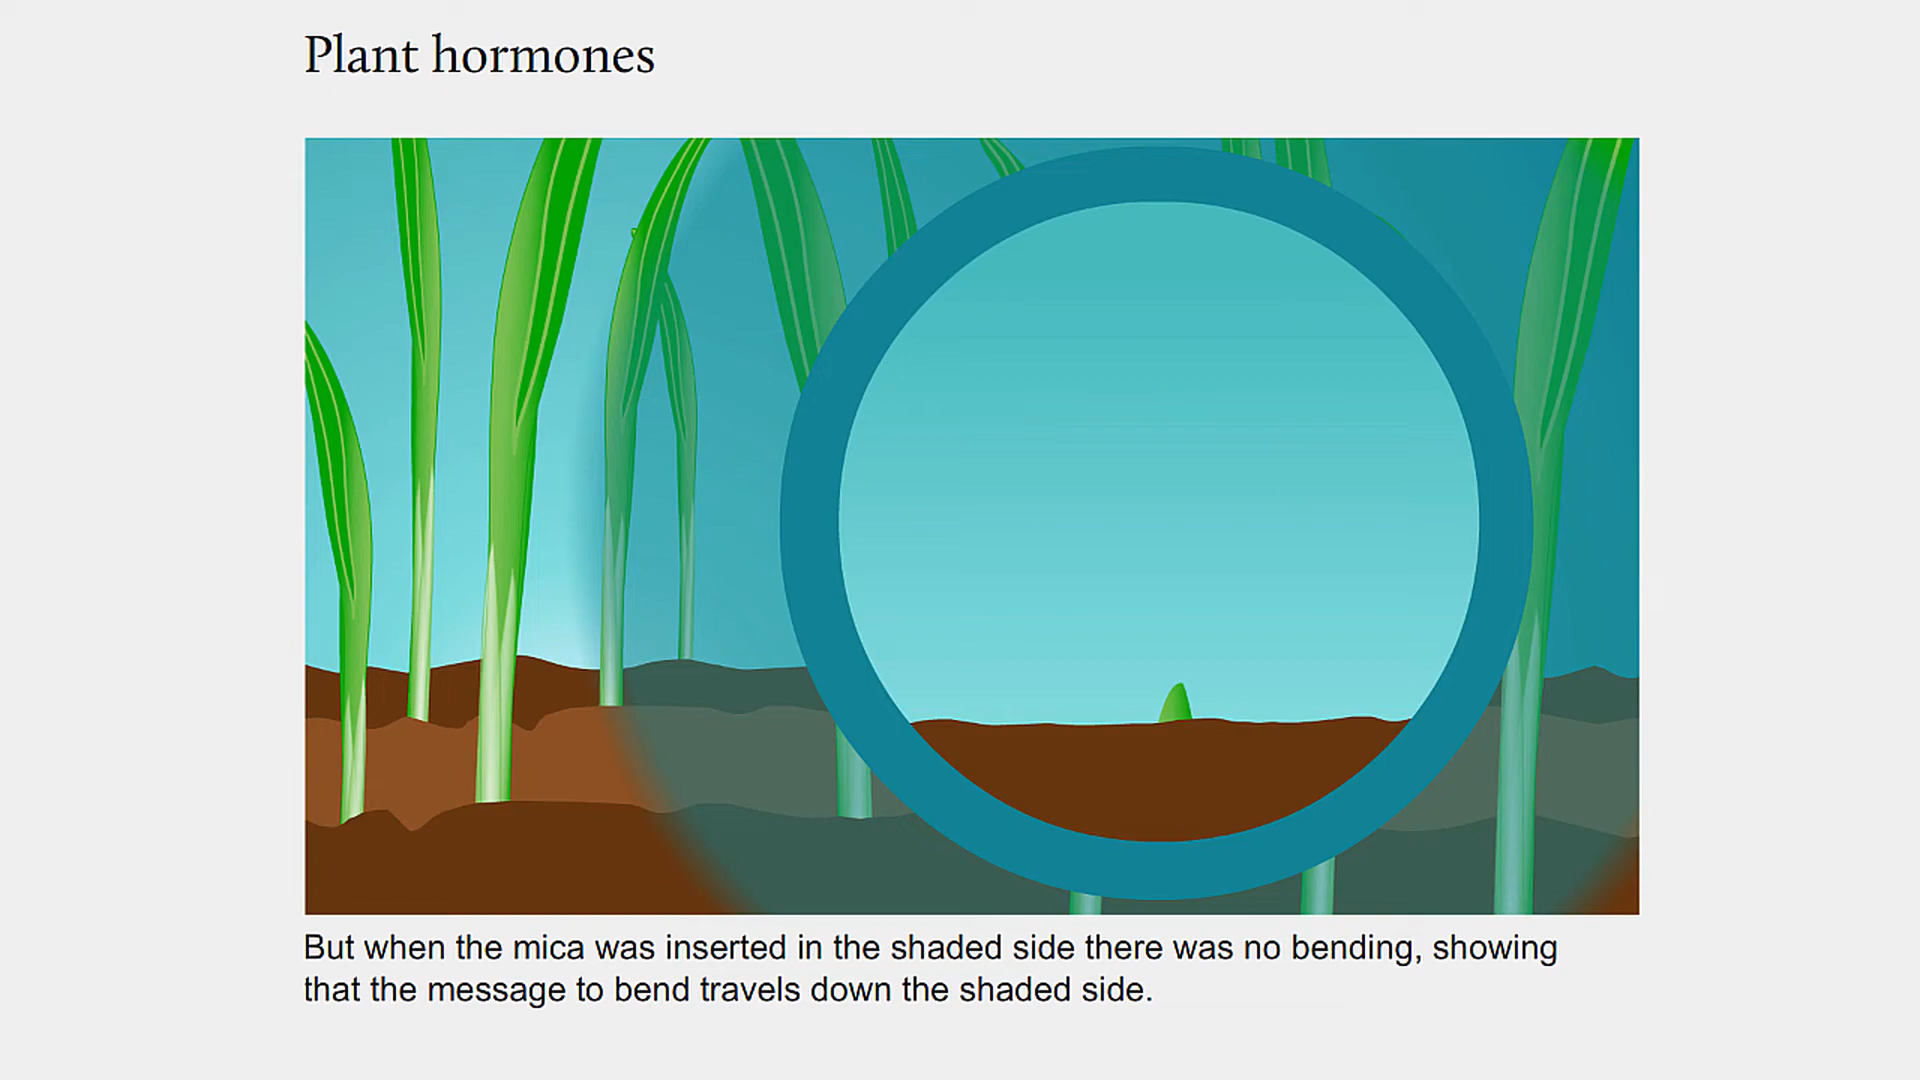 Plant hormones
But when the mica was inserted in the shaded side there was no bending, showing
that the message to bend travels down the shaded side.